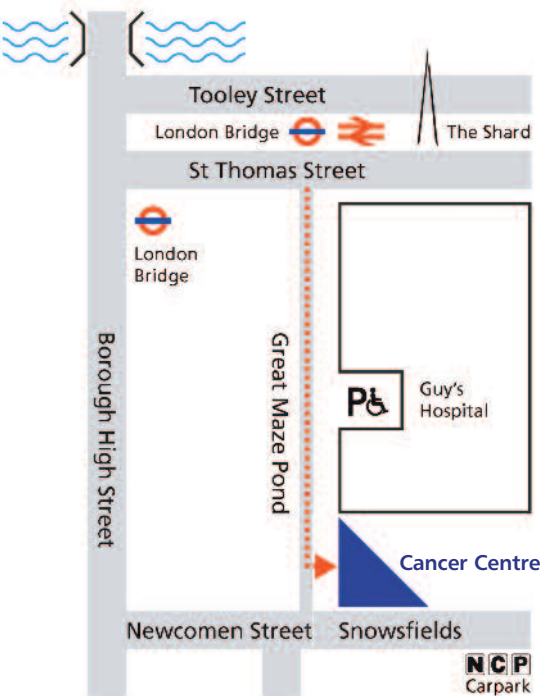 Tooley Street
London Bridge
The Shard
St Thomas Street
London
Bridge
Borough High Street
Great Maze Pond
P
Guy's
Hospital
Cancer Centre
Newcomen Street
Snowsfields
NCP
Carpark